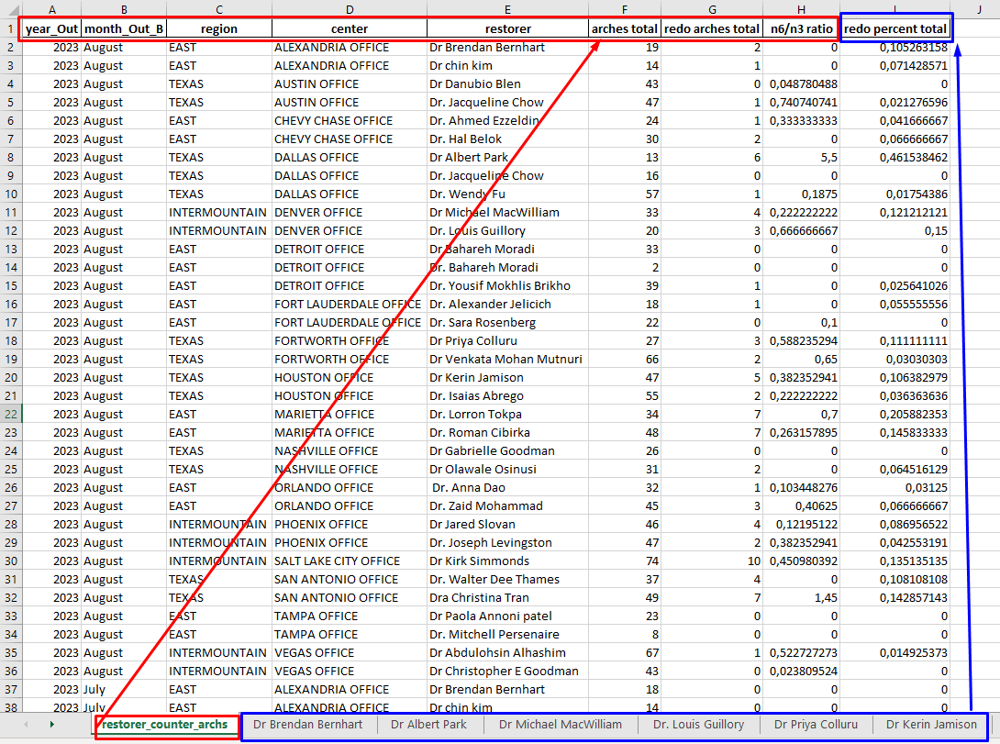 A B C D E F G H I J
1 year_Out month_Out_B region center restorer arches total redo arches total n6/n3 ratio redo percent total
2 2023 August EAST ALEXANDRIA OFFICE Dr Brendan Bernhart 19 2 0 0,105263158
3 2023 August EAST ALEXANDRIA OFFICE Dr chin kim 14 1 0 0,071428571
4 2023 August TEXAS AUSTIN OFFICE Dr Danubio Blen 43 0 0,048780488 0
5 2023 August TEXAS AUSTIN OFFICE Dr. Jacqueline Chow 47 1 0,740740741 0,021276596
6 2023 August EAST CHEVY CHASE OFFICE Dr. Ahmed Ezzeldin 24 1 0,333333333 0,041666667
7 2023 August EAST CHEVY CHASE OFFICE Dr. Hal Belok 30 2 0 0,066666667
8 2023 August TEXAS DALLAS OFFICE Dr Albert Park 13 6 5,5 0,461538462
9 2023 August TEXAS DALLAS OFFICE Dr. Jacqueline Chow 16 0 0 0
10 2023 August TEXAS DALLAS OFFICE Dr. Wendy Fu 57 1 0,1875 0,01754386
11 2023 August INTERMOUNTAIN DENVER OFFICE Dr Michael MacWilliam 33 4 0,222222222 0,121212121
12 2023 August INTERMOUNTAIN DENVER OFFICE Dr. Louis Guillory 20 3 0,666666667 0,15
13 2023 August EAST DETROIT OFFICE Dr Bahareh Moradi 33 0 0 0
14 2023 August EAST DETROIT OFFICE Dr. Bahareh Moradi 2 0 0 0
15 2023 August EAST DETROIT OFFICE Dr. Yousif Mokhlis Brikho 39 1 0 0,025641026
16 2023 August EAST FORT LAUDERDALE OFFICE Dr. Alexander Jelicich 18 1 0 0,055555556
17 2023 August EAST FORT LAUDERDALE OFFICE Dr. Sara Rosenberg 22 0 0,1 0
18 2023 August TEXAS FORTWORTH OFFICE Dr Priya Colluru 27 3 0,588235294 0,111111111
19 2023 August TEXAS FORTWORTH OFFICE Dr Venkata Mohan Mutnuri 66 2 0,65 0,03030303
20 2023 August TEXAS HOUSTON OFFICE Dr Kerin Jamison 47 5 0,382352941 0,106382979
21 2023 August TEXAS HOUSTON OFFICE Dr. Isaias Abrego 55 2 0,222222222 0,036363636
22 2023 August EAST MARIETTA OFFICE Dr. Lorron Tokpa 34 7 0,7 0,205882353
23 2023 August EAST MARIETTA OFFICE Dr. Roman Cibirka 48 7 0,263157895 0,145833333
24 2023 August TEXAS NASHVILLE OFFICE Dr Gabrielle Goodman 26 0 0 0
25 2023 August TEXAS NASHVILLE OFFICE Dr Olawale Osinusi 31 2 0 0,064516129
26 2023 August EAST ORLANDO OFFICE Dr. Anna Dao 32 1 0,103448276 0,03125
27 2023 August EAST ORLANDO OFFICE Dr. Zaid Mohammad 45 3 0,40625 0,066666667
28 2023 August INTERMOUNTAIN PHOENIX OFFICE Dr Jared Slovan 46 4 0,12195122 0,086956522
29 2023 August INTERMOUNTAIN PHOENIX OFFICE Dr. Joseph Levingston 47 2 0,382352941 0,042553191
30 2023 August INTERMOUNTAIN SALT LAKE CITY OFFICE Dr Kirk Simmonds 74 10 0,450980392 0,135135135
31 2023 August TEXAS SAN ANTONIO OFFICE Dr. Walter Dee Thames 37 4 0 0,108108108
32 2023 August TEXAS SAN ANTONIO OFFICE Dra Christina Tran 49 7 1,45 0,142857143
33 2023 August EAST TAMPA OFFICE Dr Paola Annoni patel 23 0 0 0
34 2023 August EAST TAMPA OFFICE Dr. Mitchell Persenaire 8 0 0 0
35 2023 August INTERMOUNTAIN VEGAS OFFICE Dr Abdulohsin Alhashim 67 1 0,522727273 0,014925373
36 2023 August INTERMOUNTAIN VEGAS OFFICE Dr Christopher E Goodman 43 0 0,023809524 0
37 2023 July EAST ALEXANDRIA OFFICE Dr Brendan Bernhart 18 0 0 0
38 2023 July EAST ALEXANDRIA OFFICE Dr chin kim 14 0 0 0
restorer_counter_archs Dr Brendan Bernhart Dr Albert Park Dr Michael MacWilliam Dr. Louis Guillory Dr Priya Colluru Dr Kerin Jamison